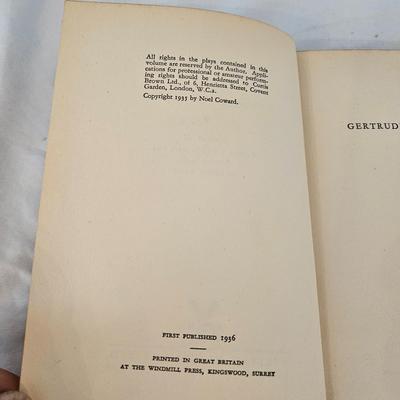 All rights in the plays contained in this
volume are reserved by the Author. Appli-
cations for professional or amateur perform-
ing rights should be addressed to Curtis
Brown Ltd., of 6, Henrietta Street, Covent
Garden, London, W.C.2.
Copyright 1935 by Noel Coward.
GERTRUD
FIRST PUBLISHED 1936
PRINTED IN GREAT BRITAIN
AT THE WINDMILL PRESS, KINGSWOOD, SURREY